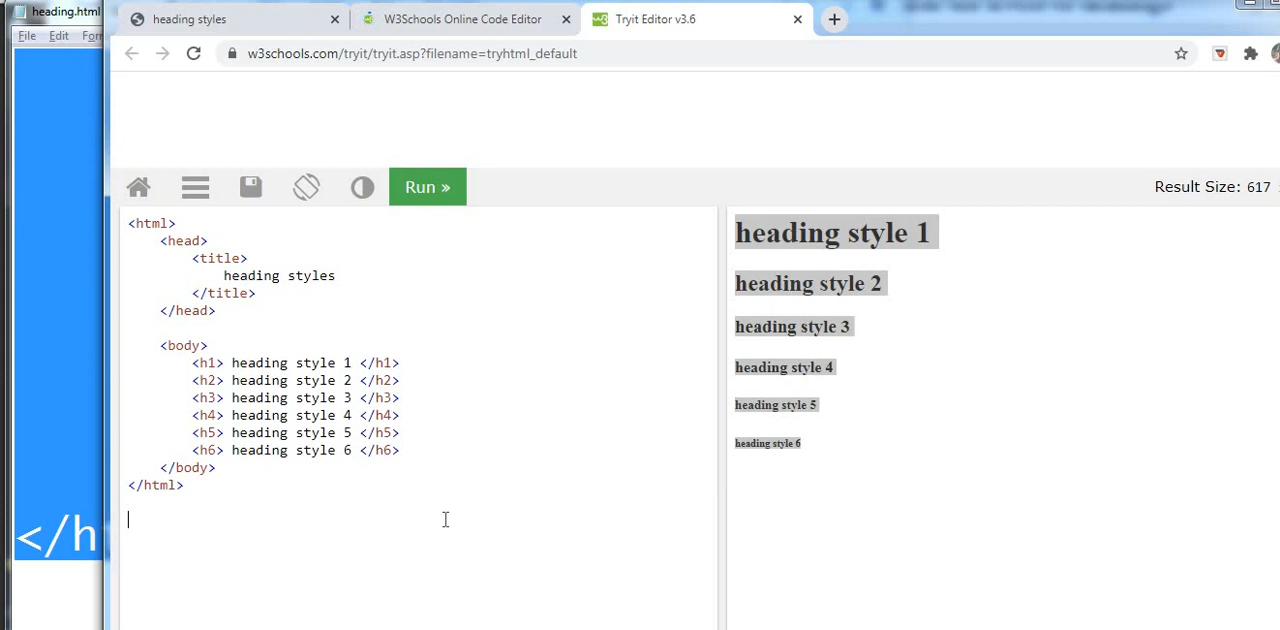 heading.html
File Edit For
heading styles
W3Schools Online Code Editor
Tryit Editor v3.6
w3schools.com/tryit/tryit.asp?filename=tryhtml_default
Run »
Result Size: 617
<html>
<head>
<title>
heading styles
</title>
</head>
<body>
<h1> heading style 1 </h1>
<h2> heading style 2 </h2>
<h3> heading style 3 </h3>
<h4> heading style 4 </h4>
<h5> heading style 5 </h5>
<h6> heading style 6 </h6>
</body>
</html>
heading style 1
heading style 2
heading style 3
heading style 4
heading style 5
heading style 6
</h